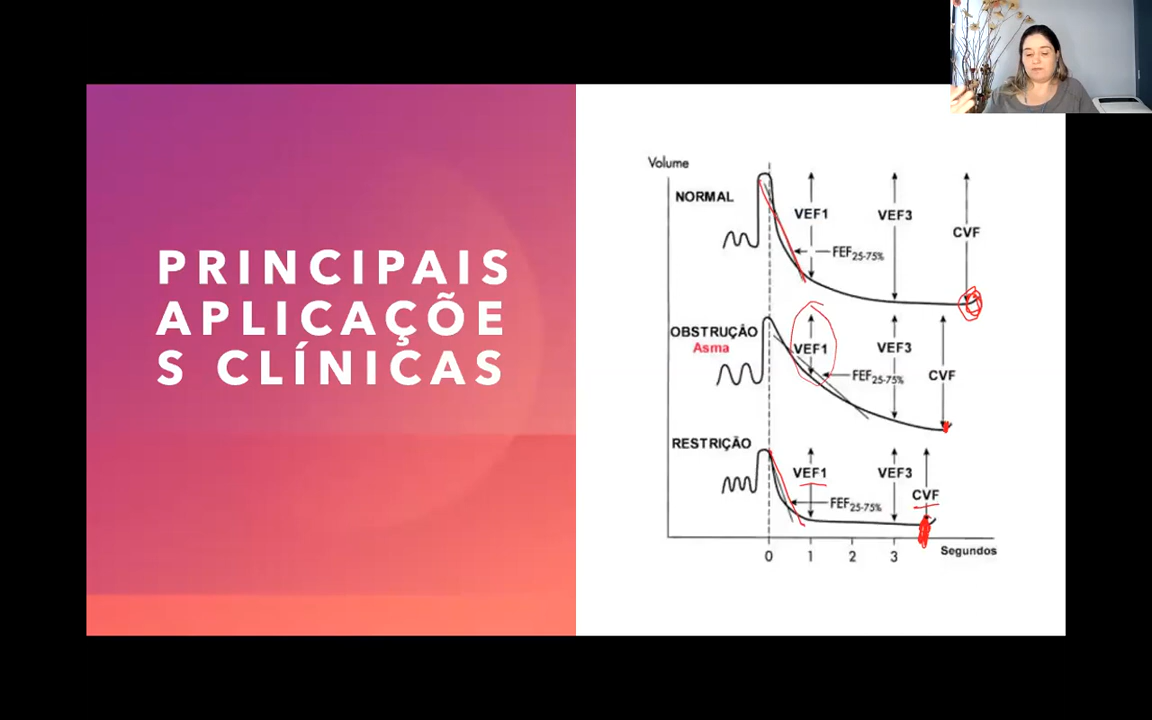 PRINCIPAIS
APLICAÇÕE
S CLÍNICAS
Volume
NORMAL
VEF1
VEF3
CVF
FEF25-75%
OBSTRUÇÃO
Asma
VEF1
VEF3
CVF
FEF25-75%
RESTRIÇÃO
VEF1
VEF3
CVF
FEF25-75%
0 1 2 3
Segundos